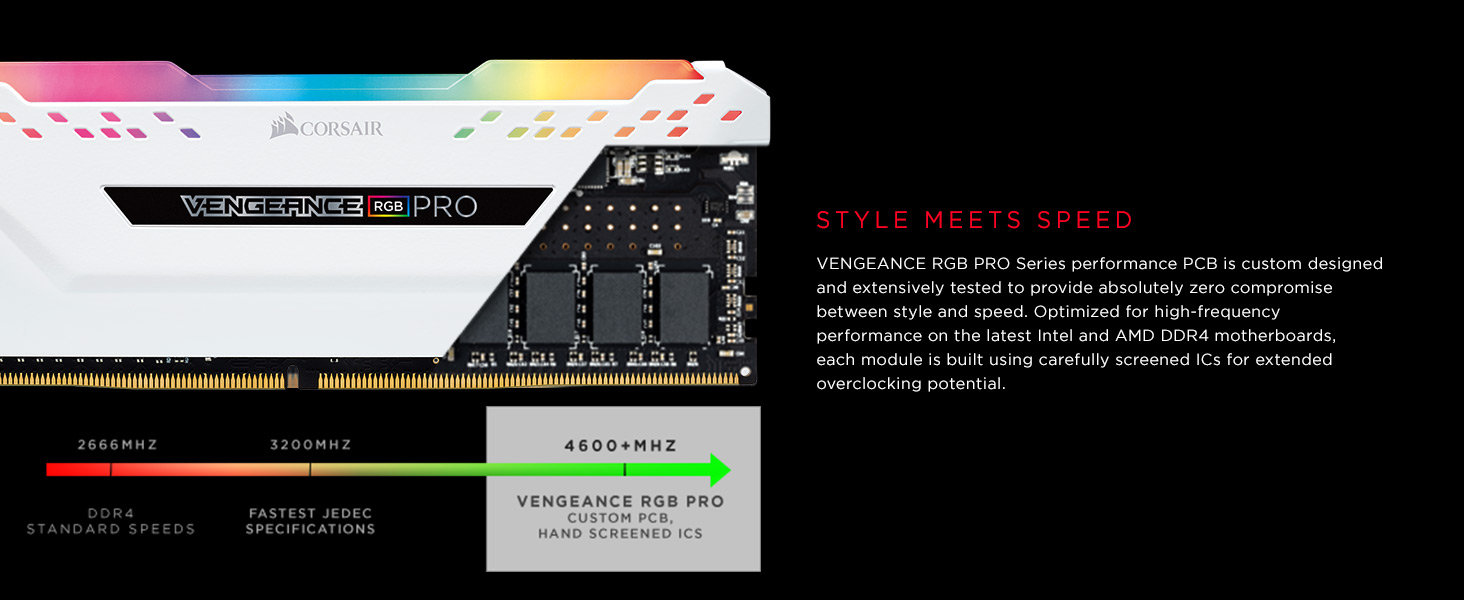 CORSAIR
VENGEANCE RGB PRO
STYLE MEETS SPEED
VENGEANCE RGB PRO Series performance PCB is custom designed
and extensively tested to provide absolutely zero compromise
between style and speed. Optimized for high-frequency
performance on the latest Intel and AMD DDR4 motherboards,
each module is built using carefully screened ICs for extended
overclocking potential.
2666MHZ
3200MHZ
4600+MHZ
DDR4
STANDARD SPEEDS
FASTEST JEDEC
SPECIFICATIONS
VENGEANCE RGB PRO
CUSTOM PCB,
HAND SCREENED ICS